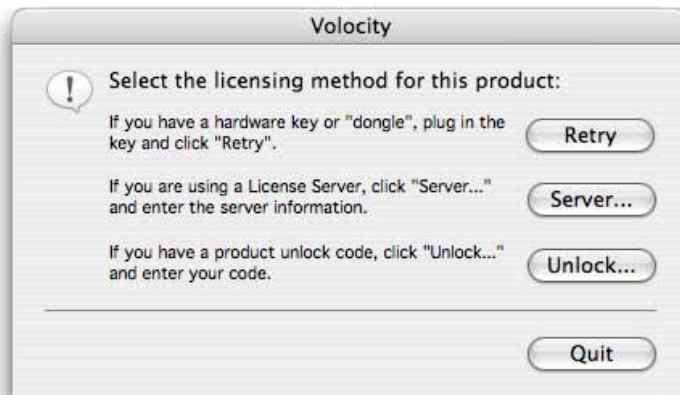 Volocity
Select the licensing method for this product:
If you have a hardware key or "dongle", plug in the
key and click "Retry".
Retry
If you are using a License Server, click "Server..."
and enter the server information.
Server...
If you have a product unlock code, click "Unlock..."
and enter your code.
Unlock...
Quit